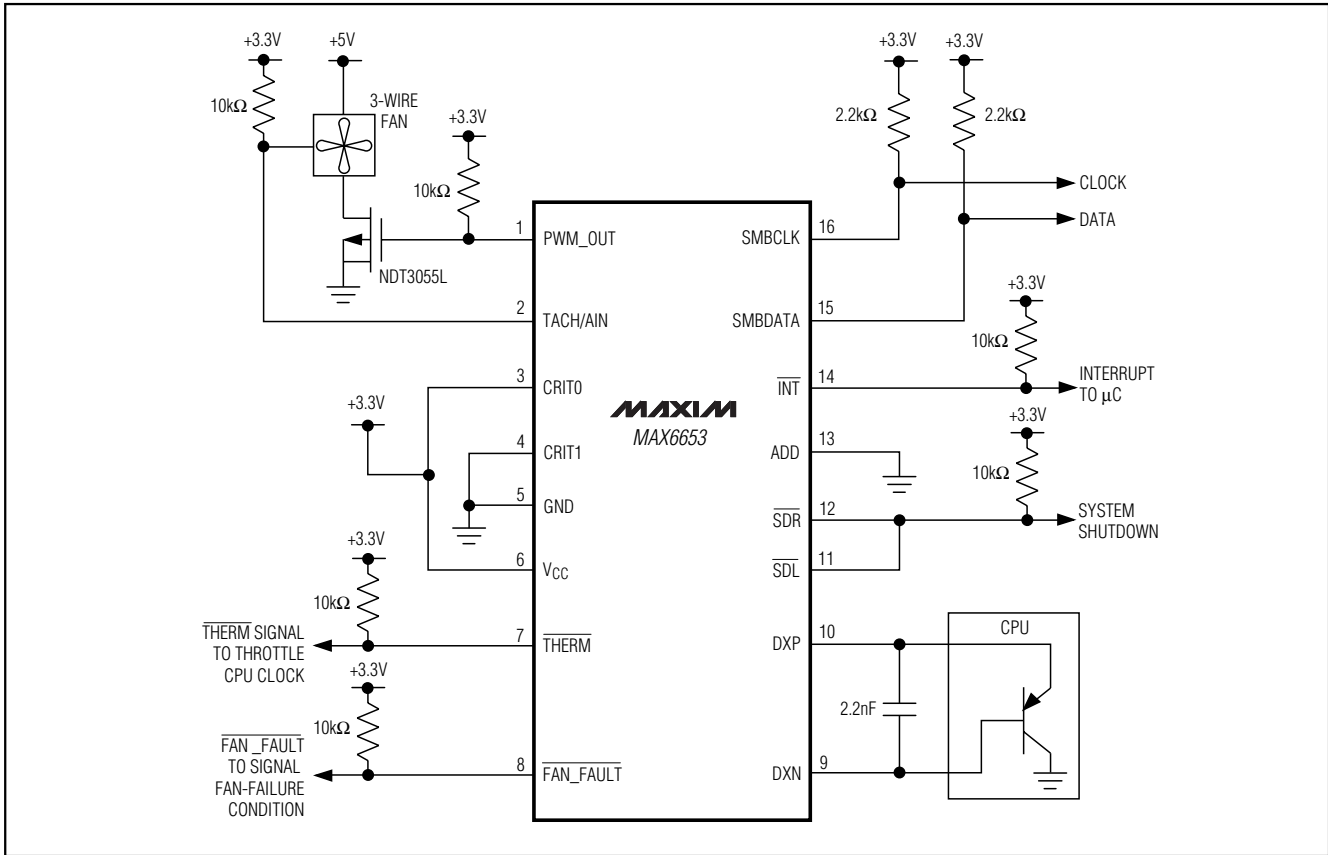 +3.3V
+5V
10kΩ
3-WIRE
FAN
+3.3V
10kΩ
NDT3055L
+3.3V
+3.3V
2.2kΩ
2.2kΩ
CLOCK
DATA
1
PWM_OUT
2
TACH/AIN
3
CRIT0
+3.3V
4
CRIT1
5
GND
6
VCC
+3.3V
10kΩ
7
THERM
THERM SIGNAL
TO THROTTLE
CPU CLOCK
+3.3V
10kΩ
8
FAN_FAULT
FAN _FAULT
TO SIGNAL
FAN-FAILURE
CONDITION
MAXIM
MAX6653
SMBCLK
16
SMBDATA
15
+3.3V
10kΩ
INT
14
INTERRUPT
TO µC
ADD
13
+3.3V
10kΩ
SDR
12
SYSTEM
SHUTDOWN
SDL
11
DXP
10
CPU
2.2nF
DXN
9